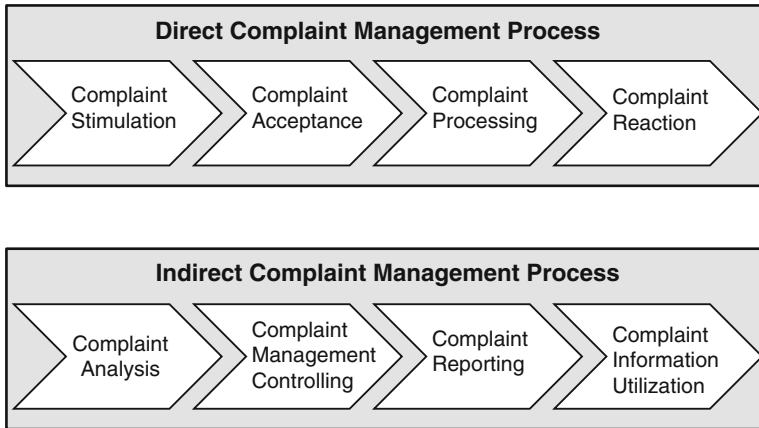 Direct Complaint Management Process
Complaint
Stimulation
Complaint
Acceptance
Complaint
Processing
Complaint
Reaction
Indirect Complaint Management Process
Complaint
Analysis
Complaint
Management
Controlling
Complaint
Reporting
Complaint
Information
Utilization